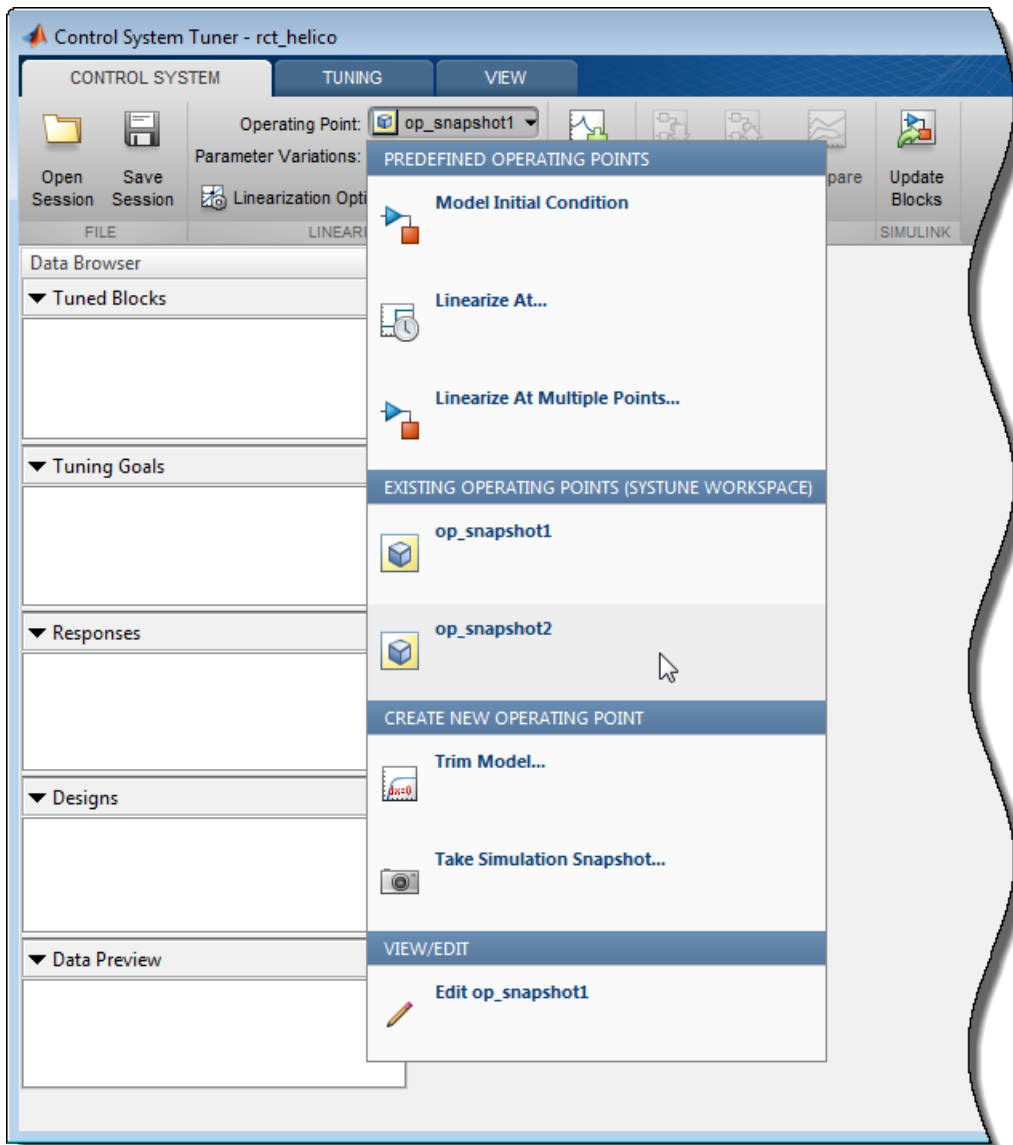 Control System Tuner - rct_helico
CONTROL SYSTEM TUNING VIEW
Operating Point: op_snapshot1
Parameter Variations:
Open Session
Save Session
Linearization Opti
pare
Update Blocks
FILE
LINEARI
SIMULINK
Data Browser
Tuned Blocks
Tuning Goals
Responses
Designs
Data Preview
PREDEFINED OPERATING POINTS
Model Initial Condition
Linearize At...
Linearize At Multiple Points...
EXISTING OPERATING POINTS (SYSTUNE WORKSPACE)
op_snapshot1
op_snapshot2
CREATE NEW OPERATING POINT
dx=0
Trim Model...
Take Simulation Snapshot...
VIEW/EDIT
Edit op_snapshot1